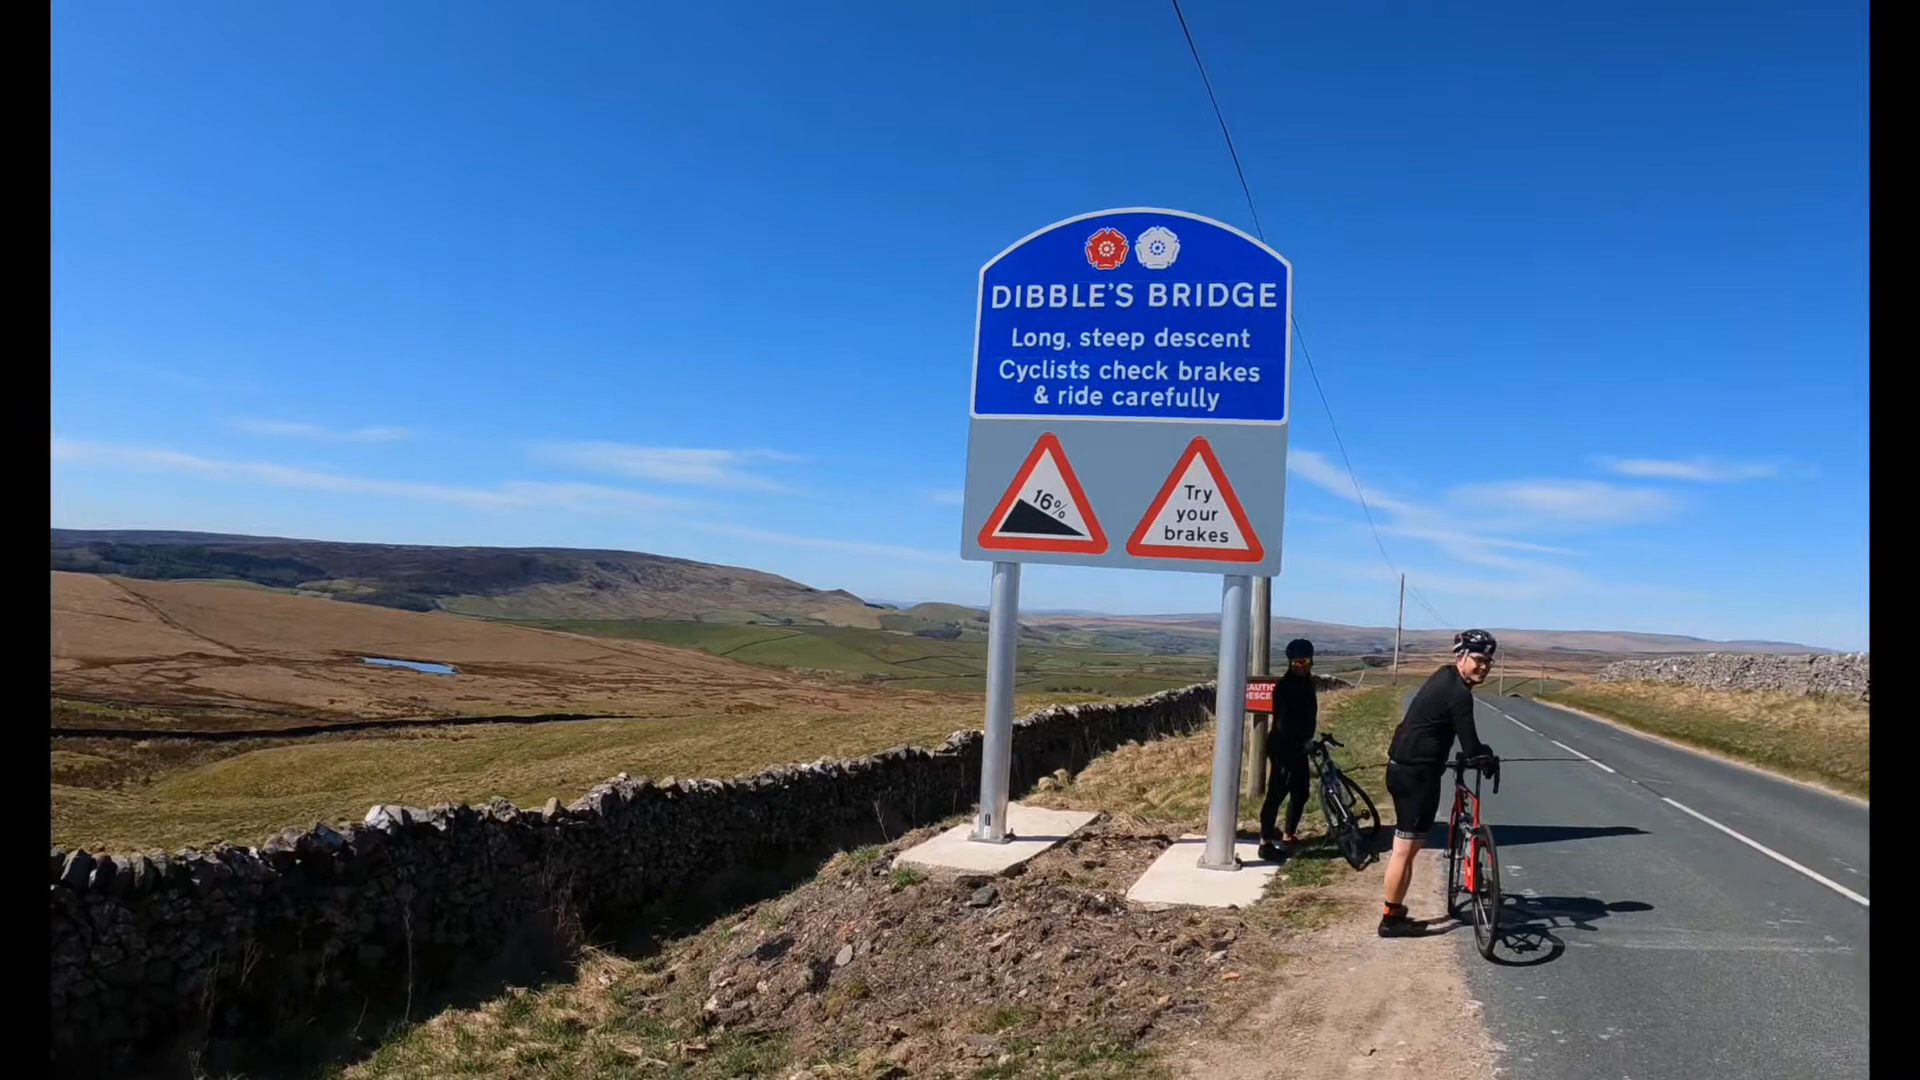 DIBBLE'S BRIDGE
Long, steep descent
Cyclists check brakes
& ride carefully
16%
Try
your
brakes